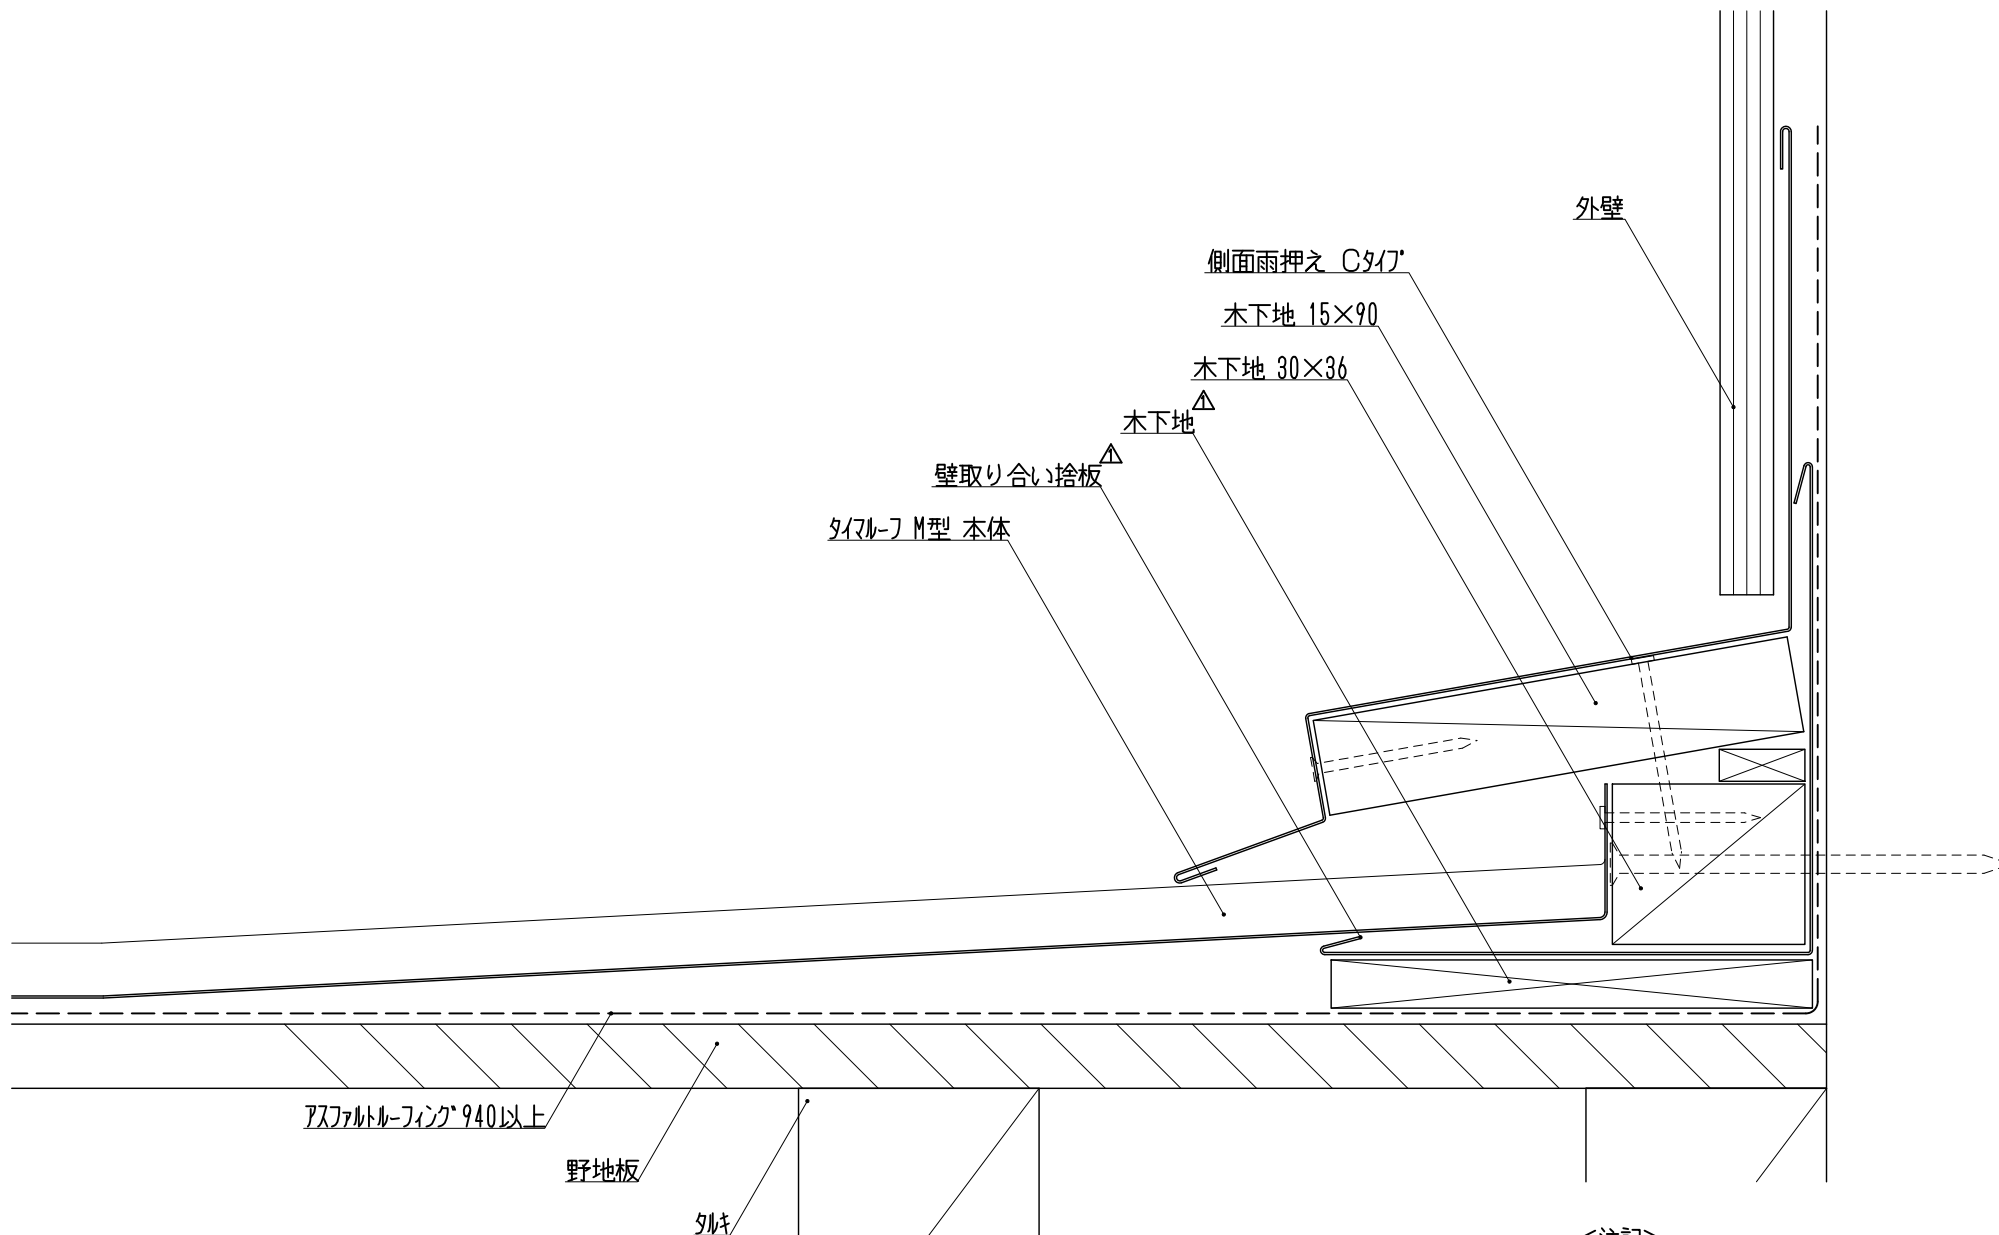 外壁
側面雨押え Cﾀｲﾌﾟ
木下地 15×90
木下地 30×36
木下地 1
壁取り合い捨板 1
ﾀｲﾏﾙｰﾌ M型 本体
ｱｽﾌｧﾙﾄﾙｰﾌｨﾝｸﾞ940以上
野地板
ﾀﾙｷ
<注記>